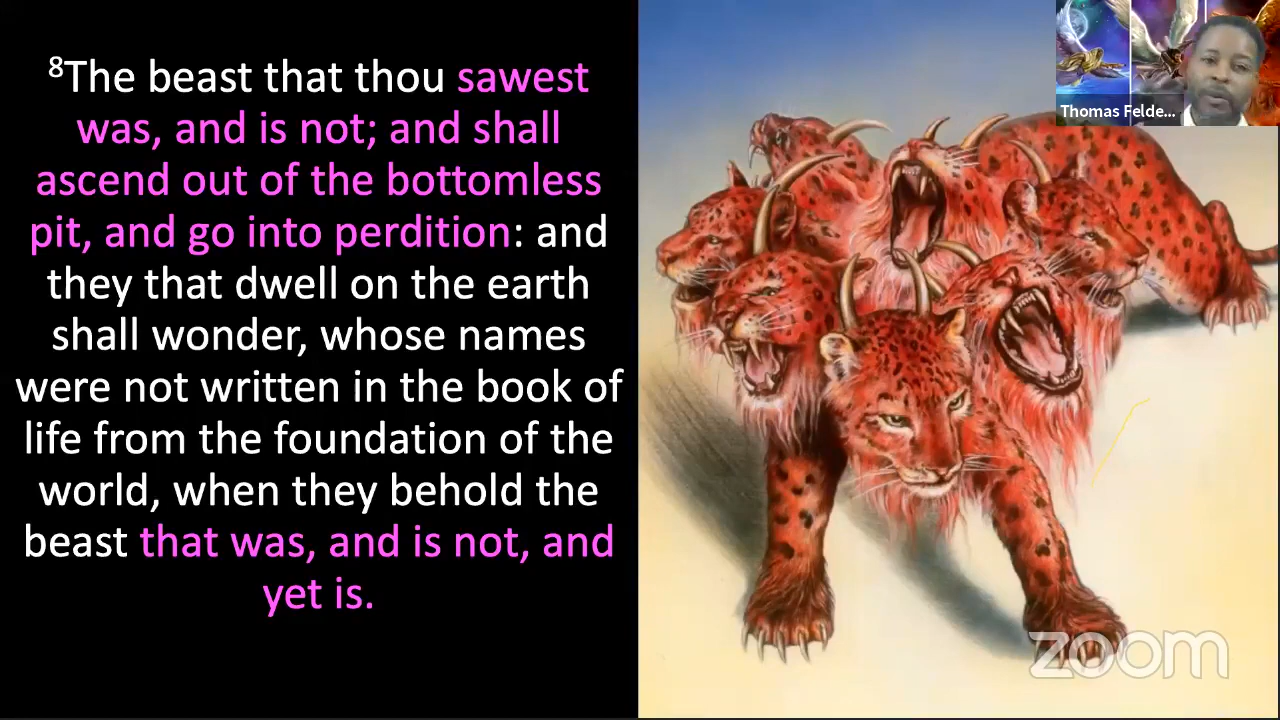 ⁸The beast that thou sawest
was, and is not; and shall
ascend out of the bottomless
pit, and go into perdition: and
they that dwell on the earth
shall wonder, whose names
were not written in the book of
life from the foundation of the
world, when they behold the
beast that was, and is not, and
yet is.
Thomas Felde...
zoom